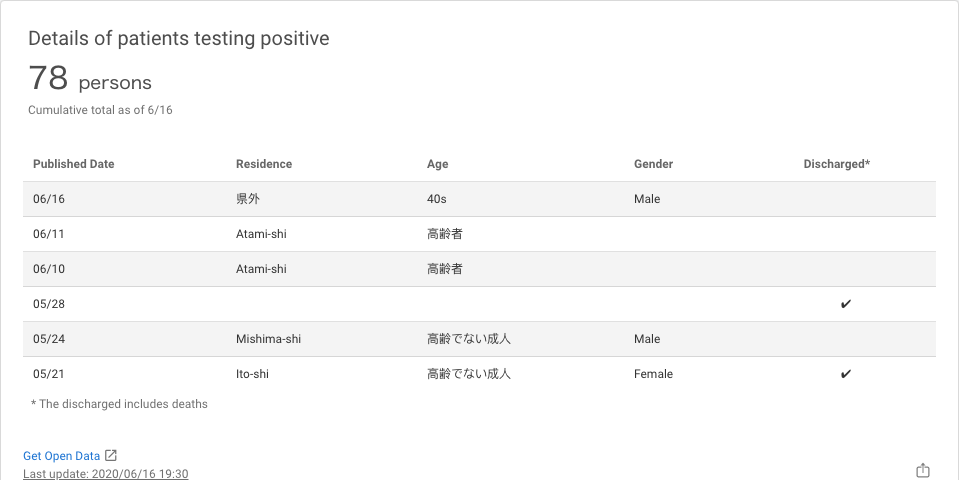 Details of patients testing positive
78 persons
Cumulative total as of 6/16
Published Date Residence Age Gender Discharged*
06/16 県外 40s Male
06/11 Atami-shi 高齢者
06/10 Atami-shi 高齢者
05/28 ✔
05/24 Mishima-shi 高齢でない成人 Male
05/21 Ito-shi 高齢でない成人 Female ✔
* The discharged includes deaths
Get Open Data
Last update: 2020/06/16 19:30